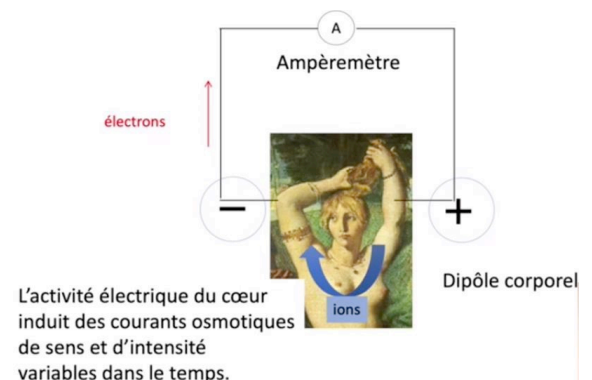 A
Ampèremètre
électrons
−
+
Dipôle corporel
ions
L’activité électrique du cœur
induit des courants osmotiques
de sens et d’intensité
variables dans le temps.